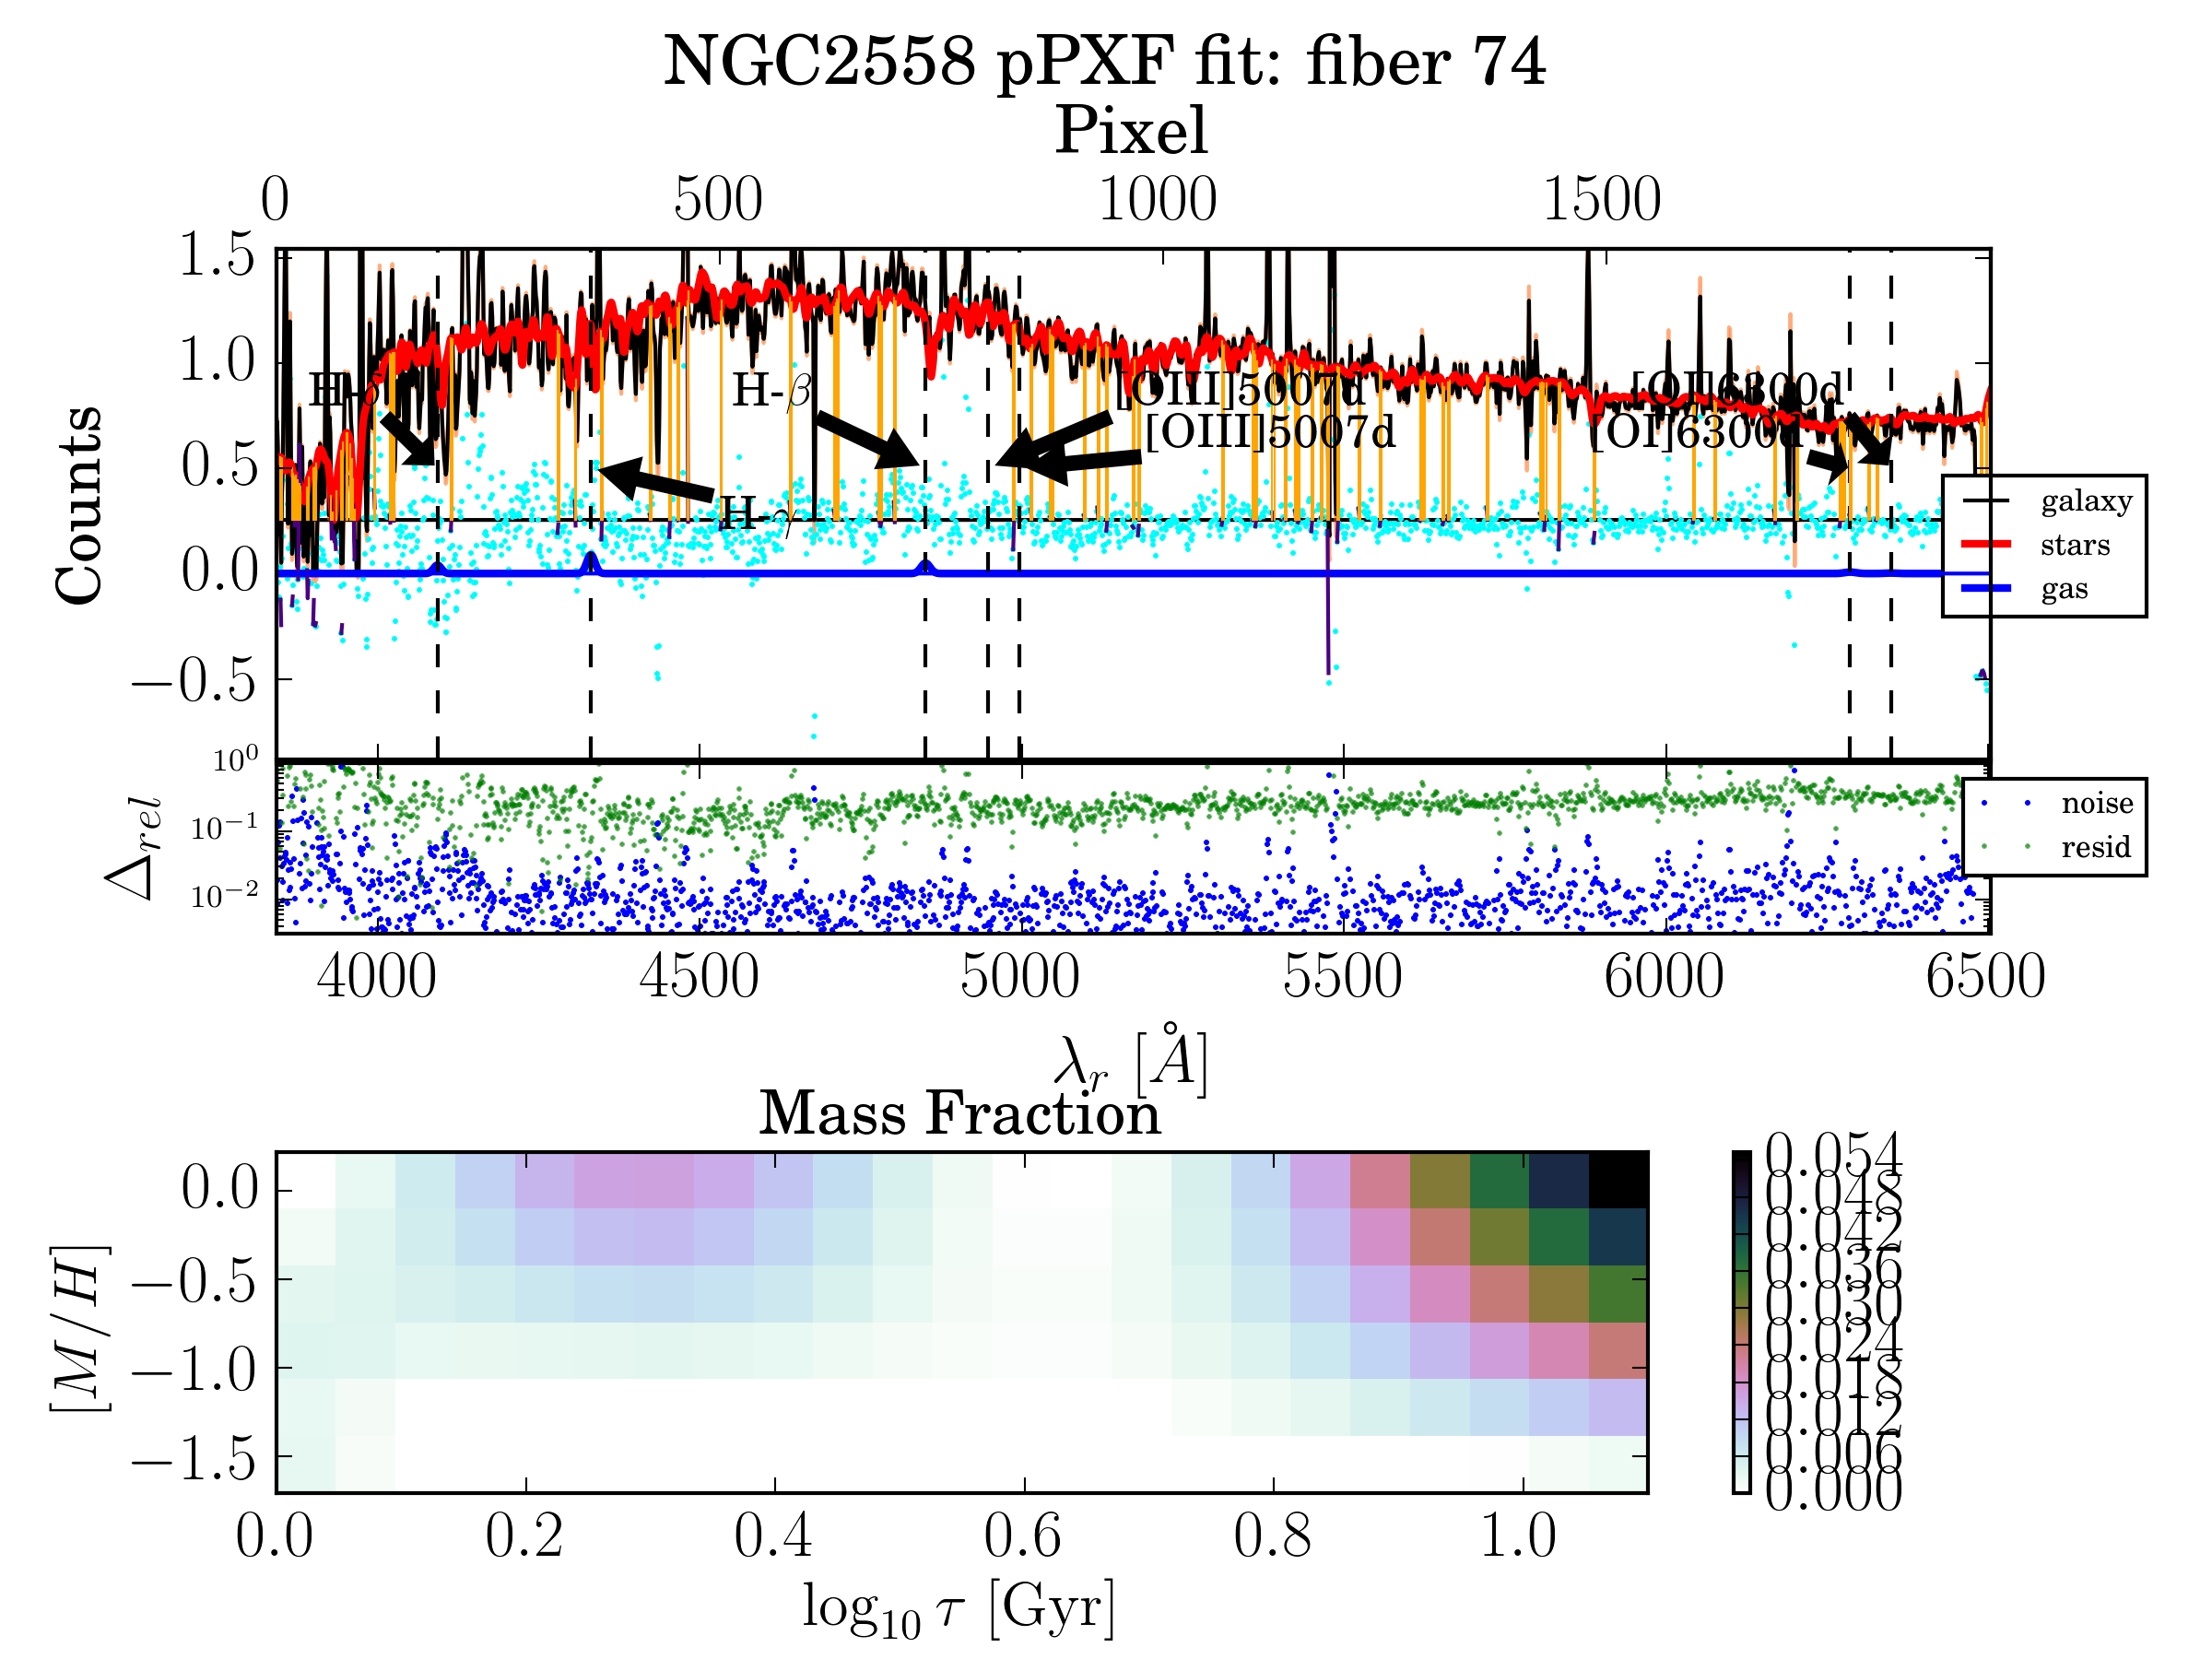 NGC2558 pPXF fit: fiber 74
Pixel
0 500 1000 1500
Counts
1.5
1.0
0.5
0.0
−0.5
H-δ
H-β
[OIII]5007d
[OI]6300d
[OIII]5007d
[OI]6300d
H-γ
galaxy
stars
gas
Δrel
10^0
10^−1
10^−2
noise
resid
4000 4500 5000 5500 6000 6500
λr [Å]
Mass Fraction
[M/H]
0.0
−0.5
−1.0
−1.5
0.0 0.2 0.4 0.6 0.8 1.0
log10 τ [Gyr]
0.054
0.048
0.042
0.036
0.030
0.024
0.018
0.012
0.006
0.000